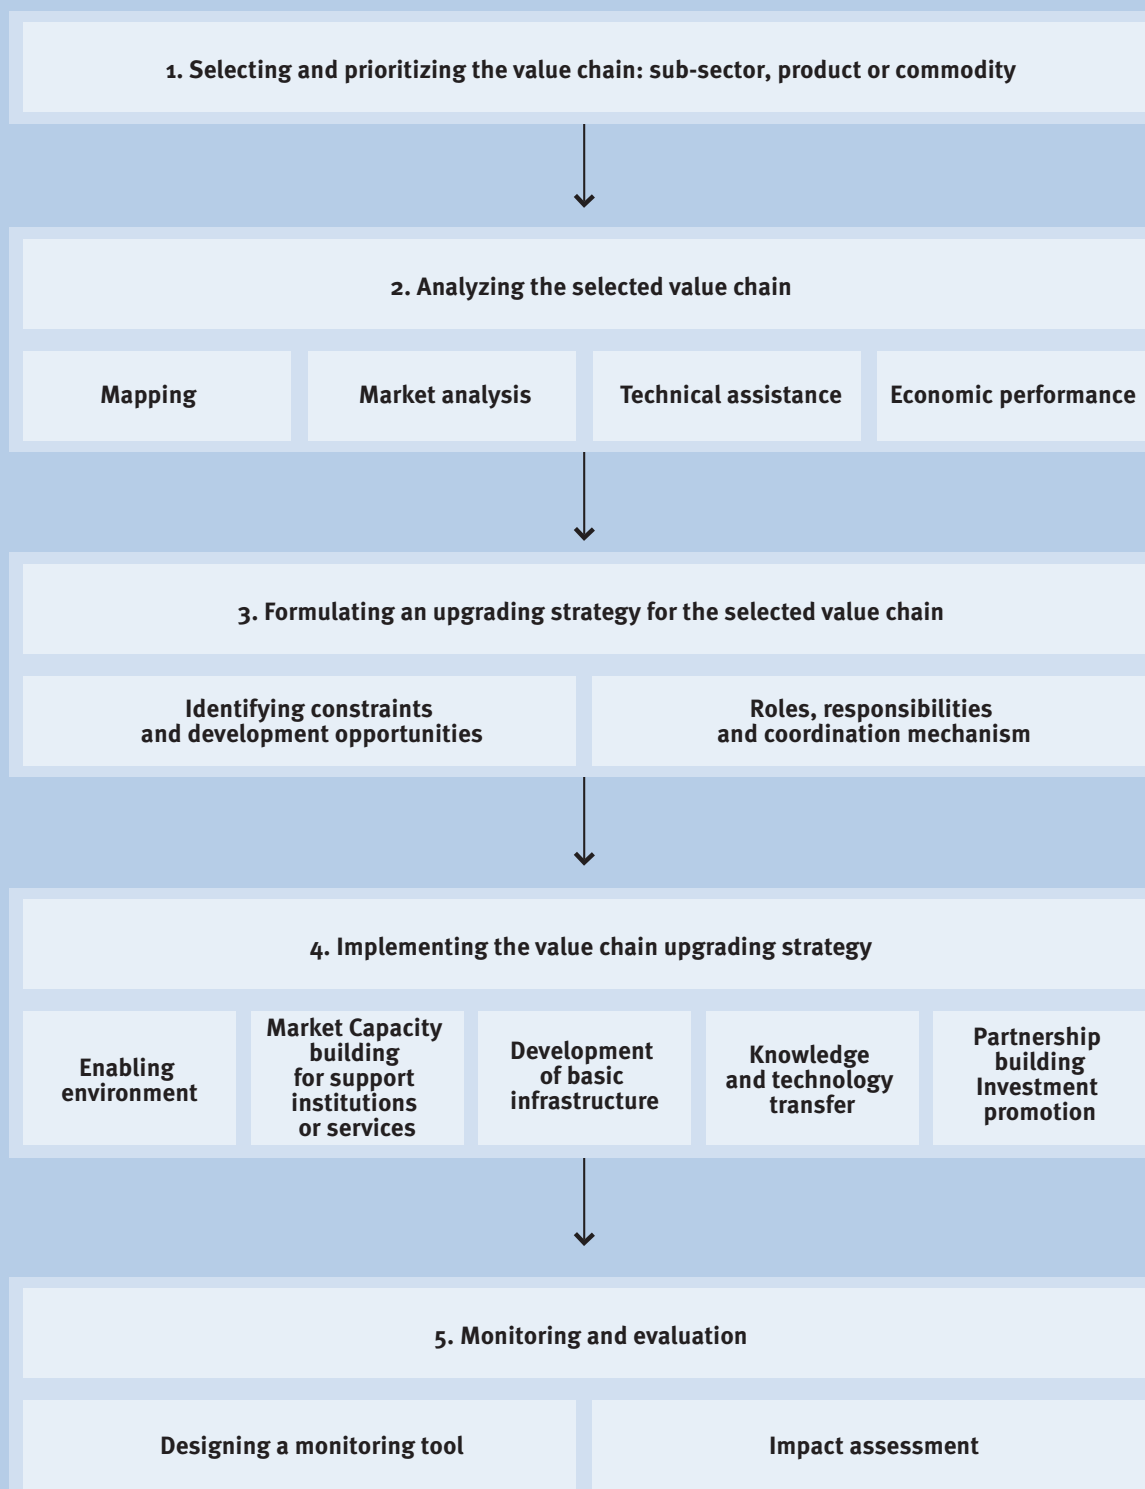 1. Selecting and prioritizing the value chain: sub-sector, product or commodity
2. Analyzing the selected value chain
Mapping
Market analysis
Technical assistance
Economic performance
3. Formulating an upgrading strategy for the selected value chain
Identifying constraints
and development opportunities
Roles, responsibilities
and coordination mechanism
4. Implementing the value chain upgrading strategy
Enabling
environment
Market Capacity
building
for support
institutions
or services
Development
of basic
infrastructure
Knowledge
and technology
transfer
Partnership
building
Investment
promotion
5. Monitoring and evaluation
Designing a monitoring tool
Impact assessment